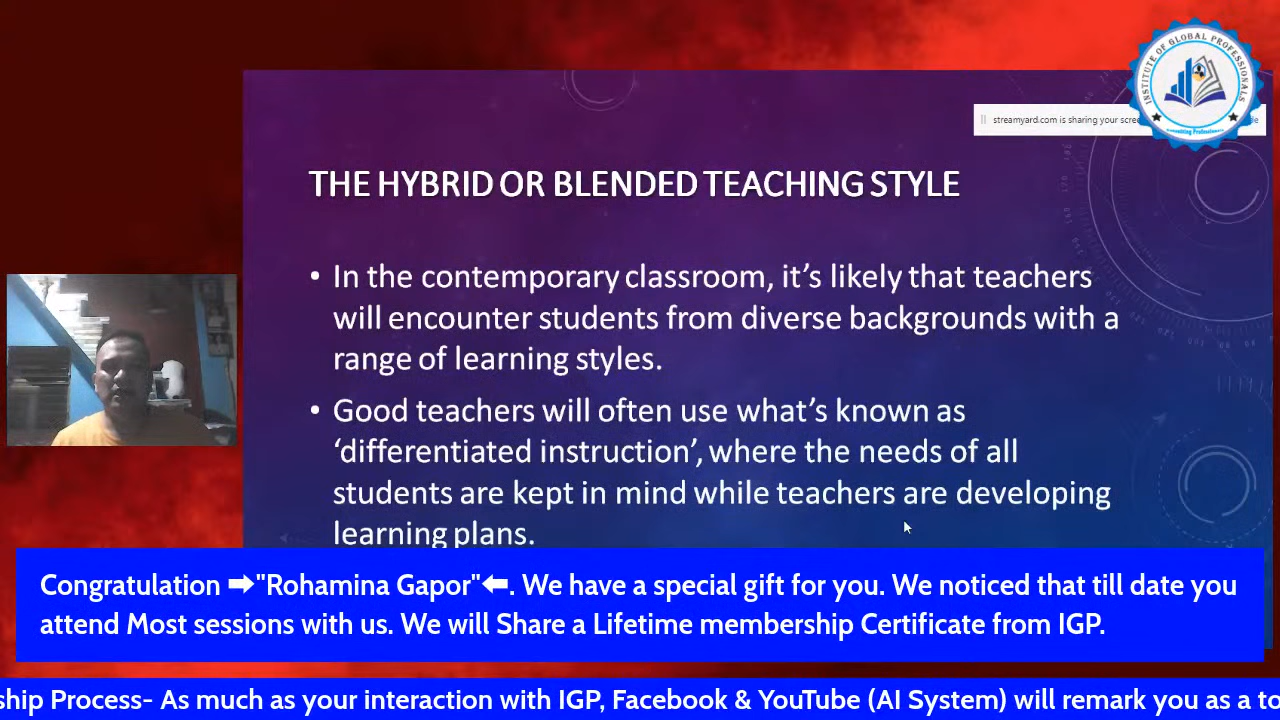 INSTITUTE OF GLOBAL PROFESSIONALS
streamyard.com is sharing your scree
THE HYBRID OR BLENDED TEACHING STYLE
• In the contemporary classroom, it's likely that teachers
will encounter students from diverse backgrounds with a
range of learning styles.
• Good teachers will often use what's known as
‘differentiated instruction’, where the needs of all
students are kept in mind while teachers are developing
learning plans.
Congratulation ➡"Rohamina Gapor"⬅. We have a special gift for you. We noticed that till date you
attend Most sessions with us. We will Share a Lifetime membership Certificate from IGP.
ship Process- As much as your interaction with IGP, Facebook & YouTube (AI System) will remark you as a to